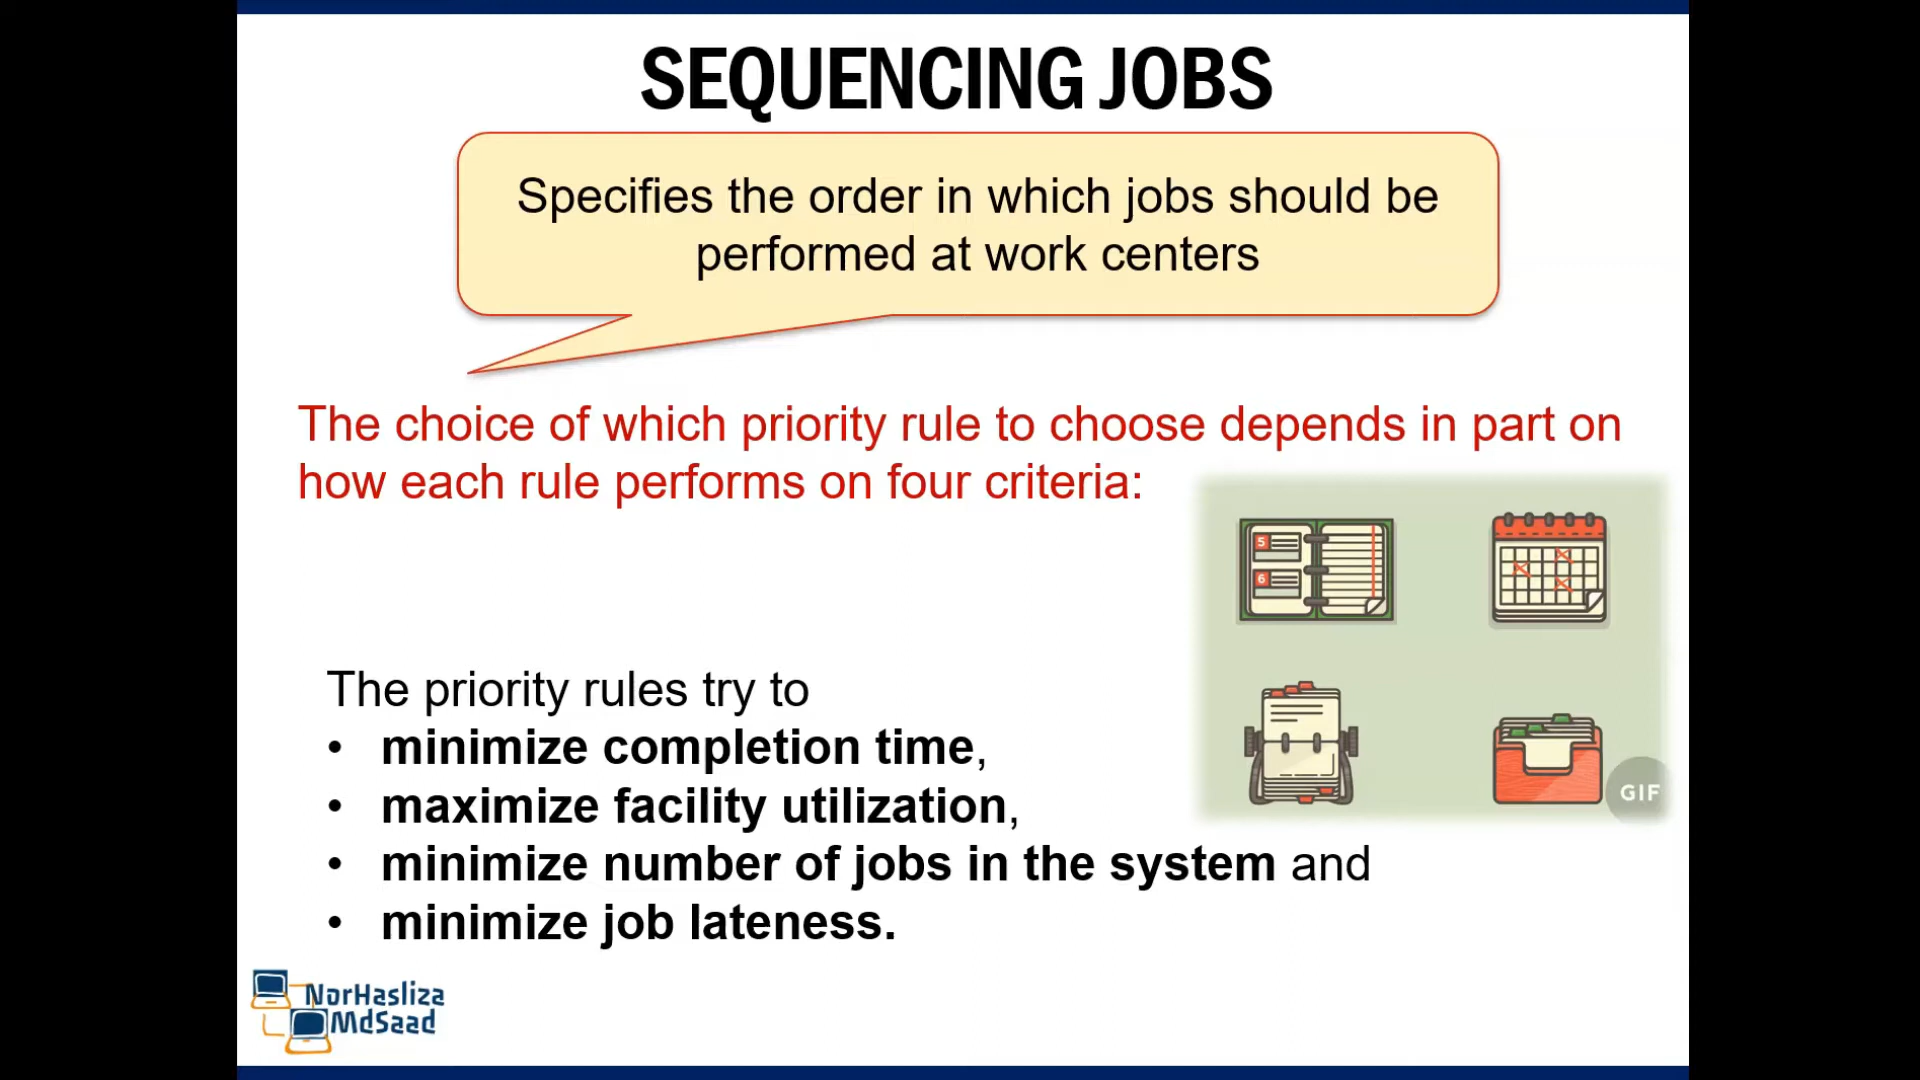 SEQUENCING JOBS
Specifies the order in which jobs should be
performed at work centers
The choice of which priority rule to choose depends in part on
how each rule performs on four criteria:
5
6
GIF
The priority rules try to
• minimize completion time,
• maximize facility utilization,
• minimize number of jobs in the system and
• minimize job lateness.
NorHasliza
MdSaad